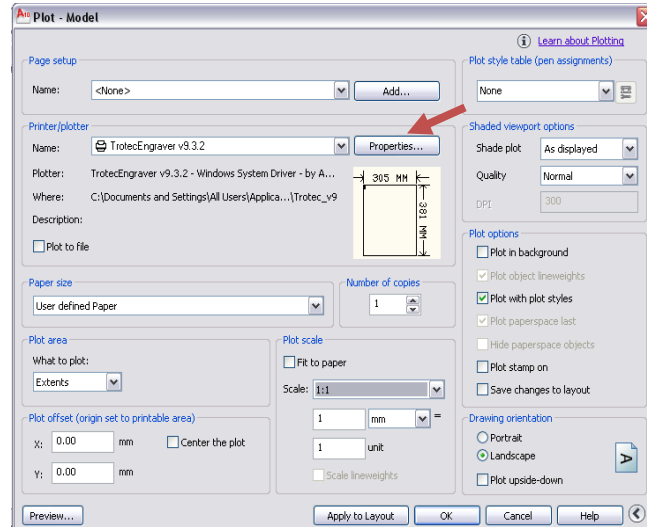 Plot - Model
Learn about Plotting
Page setup
Name: <None> Add...
Plot style table (pen assignments)
None
Printer/plotter
Name: TrotecEngraver v9.3.2 Properties...
Plotter: TrotecEngraver v9.3.2 - Windows System Driver - by A...
Where: C:\Documents and Settings\All Users\Applica...\Trotec_v9
Description:
Plot to file
305 MM
381 MM
Shaded viewport options
Shade plot As displayed
Quality Normal
DPI 300
Paper size
User defined Paper
Number of copies
1
Plot options
Plot in background
Plot object lineweights
Plot with plot styles
Plot paperspace last
Hide paperspace objects
Plot stamp on
Save changes to layout
Plot area
What to plot:
Extents
Plot scale
Fit to paper
Scale: 1:1
1 mm =
1 unit
Scale lineweights
Plot offset (origin set to printable area)
X: 0.00 mm Center the plot
Y: 0.00 mm
Drawing orientation
Portrait
Landscape
Plot upside-down
A
Preview... Apply to Layout OK Cancel Help